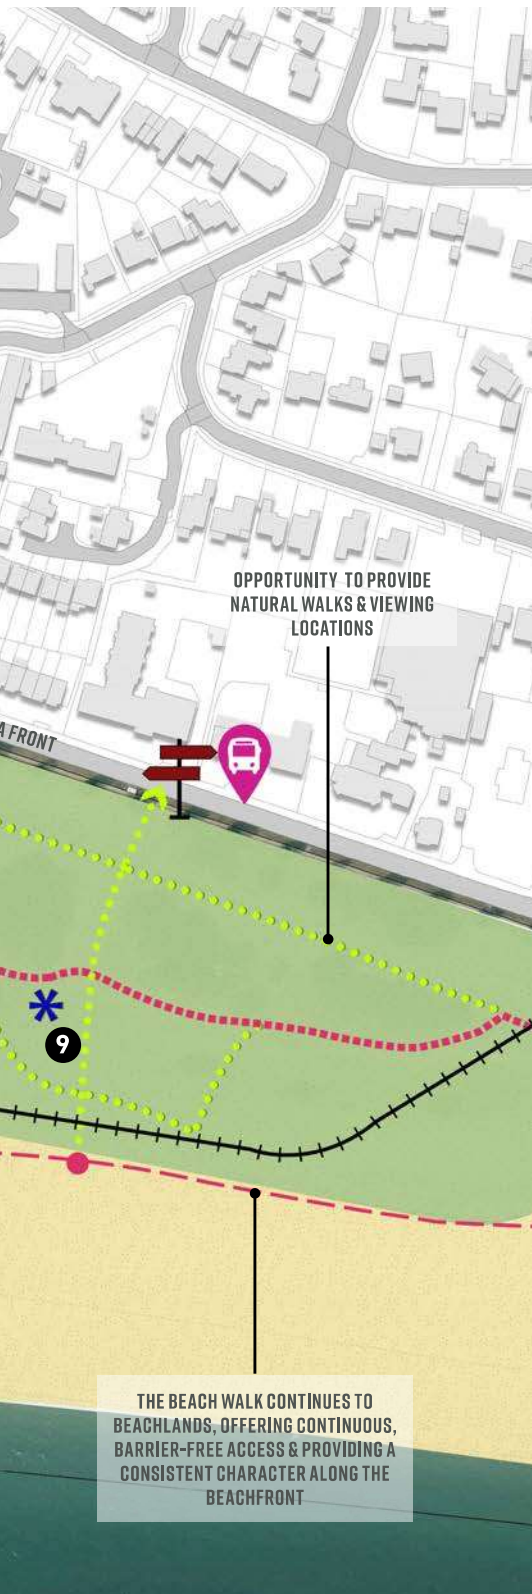 OPPORTUNITY TO PROVIDE
NATURAL WALKS & VIEWING
LOCATIONS
A FRONT
9
THE BEACH WALK CONTINUES TO
BEACHLANDS, OFFERING CONTINUOUS,
BARRIER-FREE ACCESS & PROVIDING A
CONSISTENT CHARACTER ALONG THE
BEACHFRONT